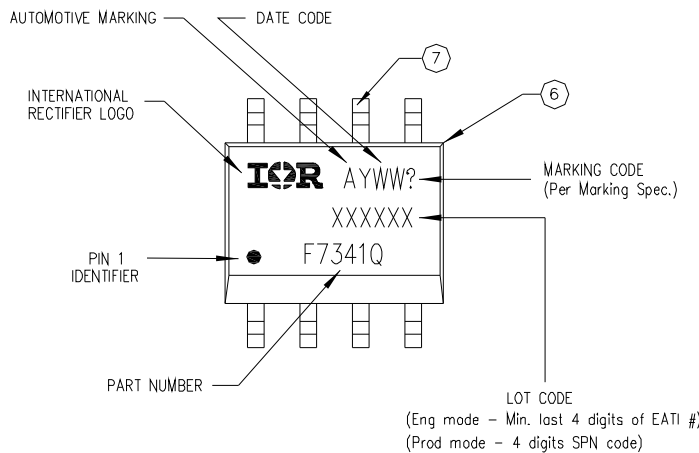 AUTOMOTIVE MARKING
DATE CODE
7
INTERNATIONAL
RECTIFIER LOGO
6
IOR AYWW?
MARKING CODE
(Per Marking Spec.)
XXXXXX
PIN 1
IDENTIFIER
F7341Q
PART NUMBER
LOT CODE
(Eng mode – Min. last 4 digits of EATI #)
(Prod mode – 4 digits SPN code)